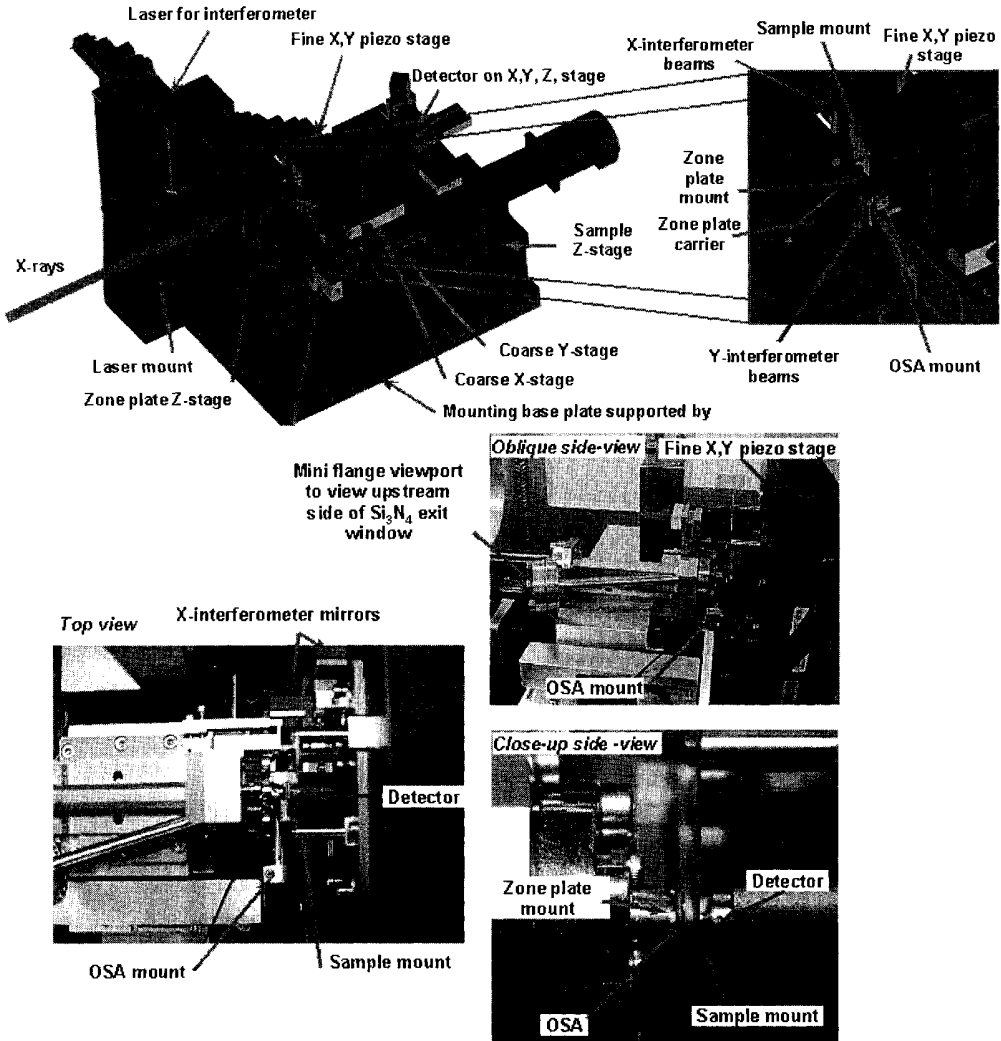 Laser for interferometer
Fine X,Y piezo stage
Detector on X,Y, Z, stage
X-rays
Sample
Z-stage
Laser mount
Zone plate Z-stage
Coarse Y-stage
Coarse X-stage
Mounting base plate supported by
Sample mount
Fine X,Y piezo
stage
X-interferometer
beams
Zone
plate
mount
Zone plate
carrier
Y-interferometer
beams
OSA mount
Mini flange viewport
to view upstream
side of Si₃N₄ exit
window
Oblique side-view
Fine X,Y piezo stage
OSA mount
Top view
X-interferometer mirrors
Detector
OSA mount
Sample mount
Close-up side -view
Zone plate
mount
Detector
OSA
Sample mount